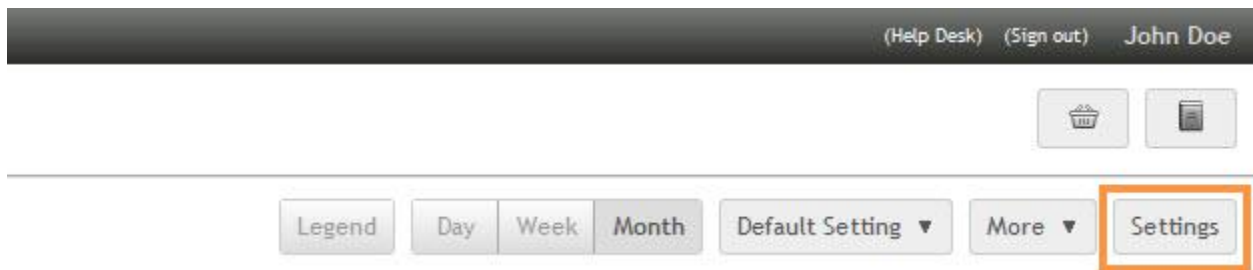 (Help Desk) (Sign out) John Doe
Legend Day Week Month Default Setting ▼ More ▼ Settings